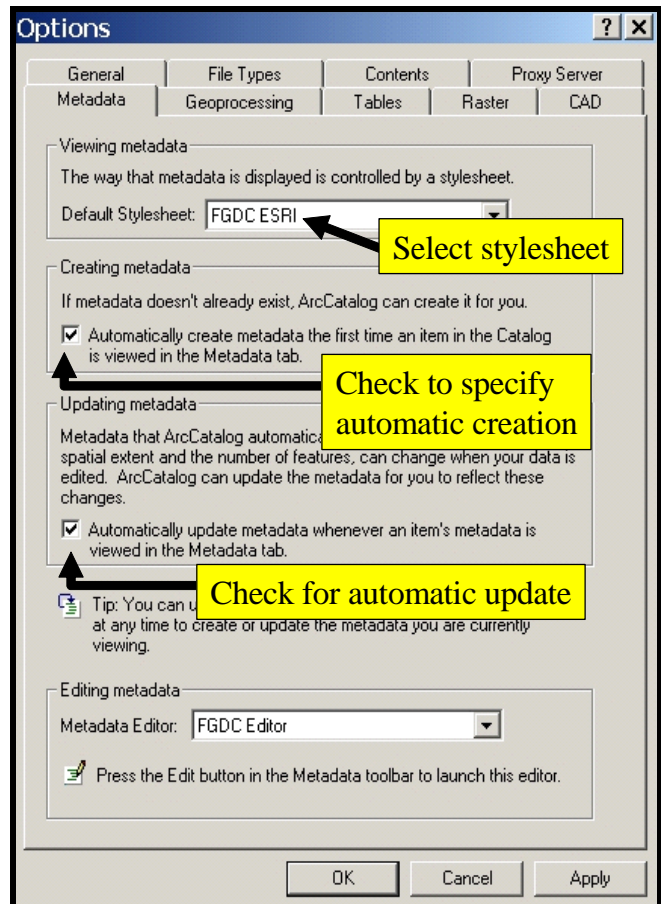 Options
General File Types Contents Proxy Server
Metadata Geoprocessing Tables Raster CAD
Viewing metadata
The way that metadata is displayed is controlled by a stylesheet.
Default Stylesheet: FGDC ESRI
Select stylesheet
Creating metadata
If metadata doesn't already exist, ArcCatalog can create it for you.
Automatically create metadata the first time an item in the Catalog
is viewed in the Metadata tab.
Check to specify
automatic creation
Updating metadata
Metadata that ArcCatalog
spatial extent and the number of features, can change when your data is
edited. ArcCatalog can update the metadata for you to reflect these
changes.
Automatically update metadata whenever an item's metadata is
viewed in the Metadata tab.
Check for automatic update
Tip: You can
at any time to create or update the metadata you are currently
viewing.
Editing metadata
Metadata Editor: FGDC Editor
Press the Edit button in the Metadata toolbar to launch this editor.
OK Cancel Apply